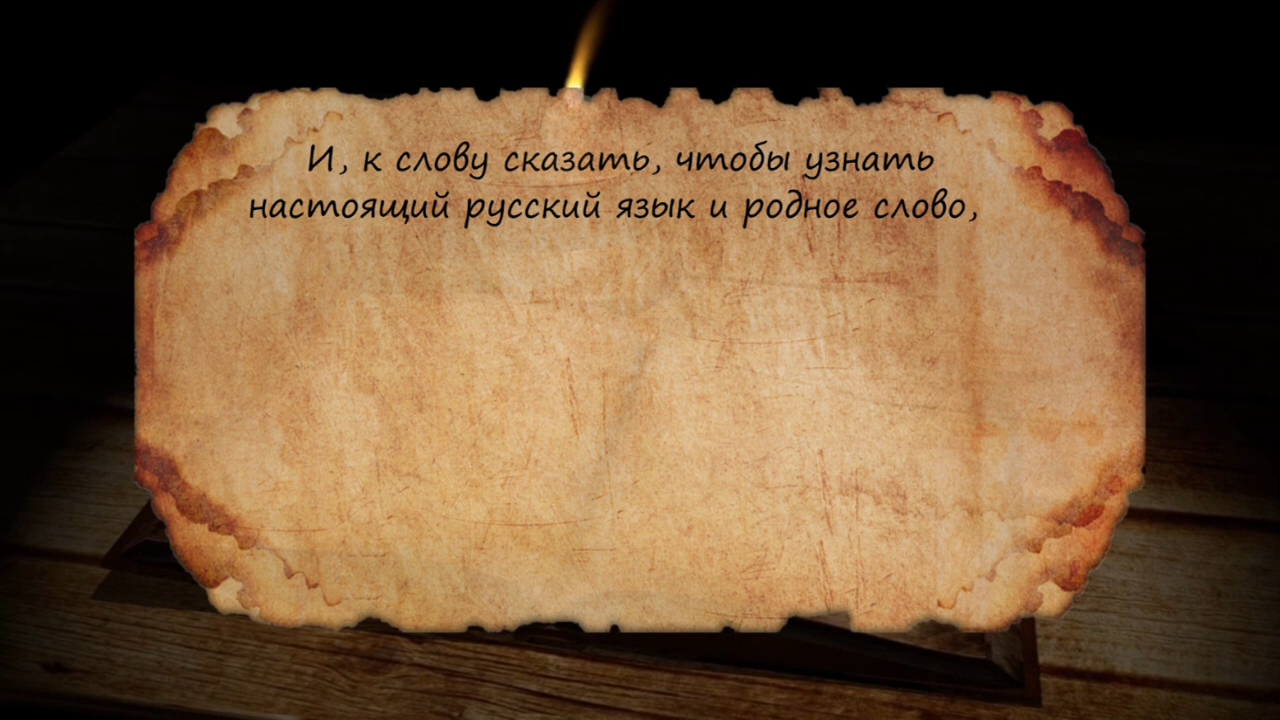 И, к слову сказать, чтобы узнать
настоящий русский язык и родное слово,